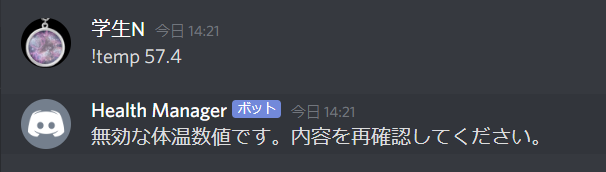 学生N 今日 14:21
!temp 57.4
Health Manager ボット 今日 14:21
無効な体温数値です。内容を再確認してください。